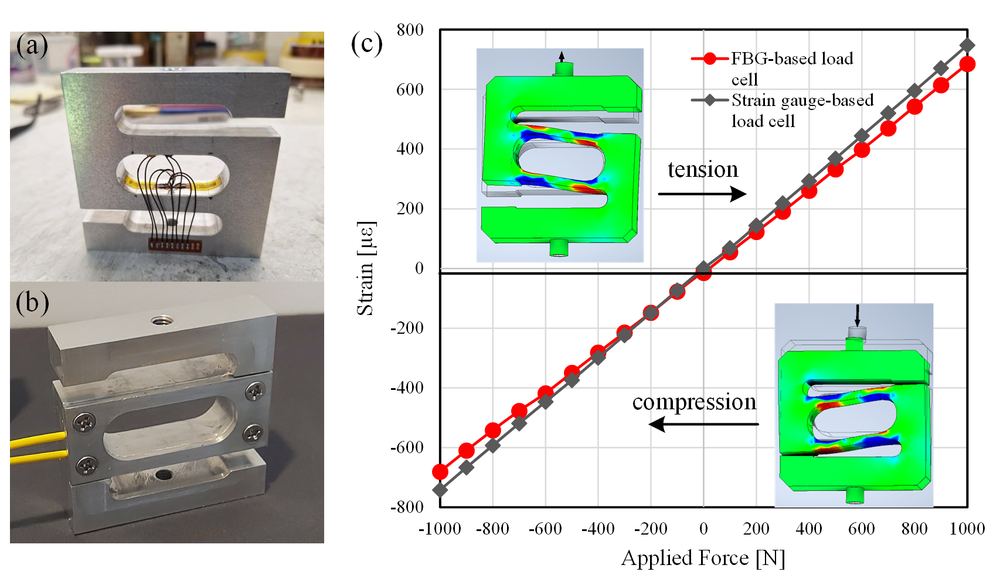 (a)
(b)
(c)
800
600
400
200
0
-200
-400
-600
-800
Strain [με]
FBG-based load
cell
Strain gauge-based
load cell
tension
compression
-1000 -800 -600 -400 -200 0 200 400 600 800 1000
Applied Force [N]